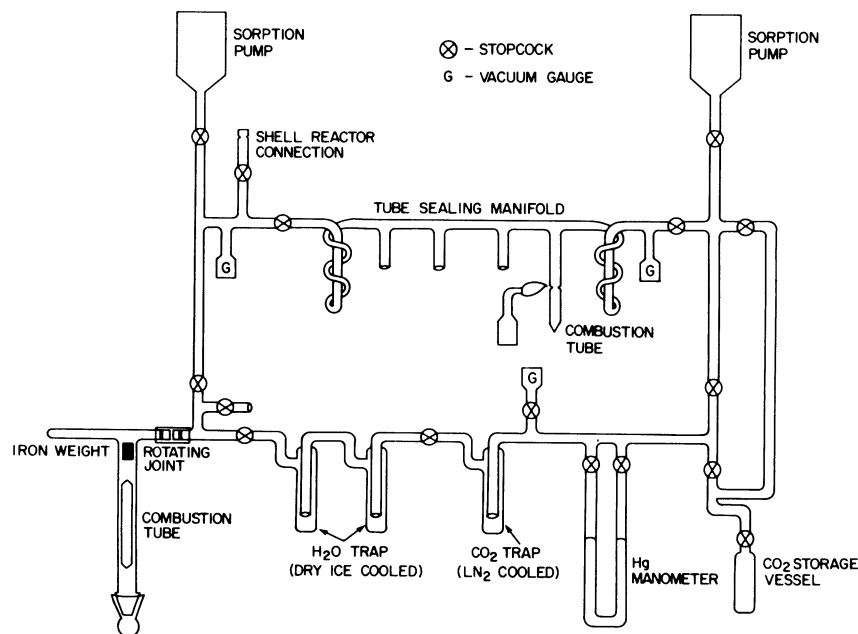 SORPTION
PUMP
⊗ - STOPCOCK
G - VACUUM GAUGE
SORPTION
PUMP
SHELL REACTOR
CONNECTION
TUBE SEALING MANIFOLD
G
G
COMBUSTION
TUBE
G
IRON WEIGHT
ROTATING
JOINT
COMBUSTION
TUBE
H2O TRAP
(DRY ICE COOLED)
CO2 TRAP
(LN2 COOLED)
Hg
MANOMETER
CO2 STORAGE
VESSEL